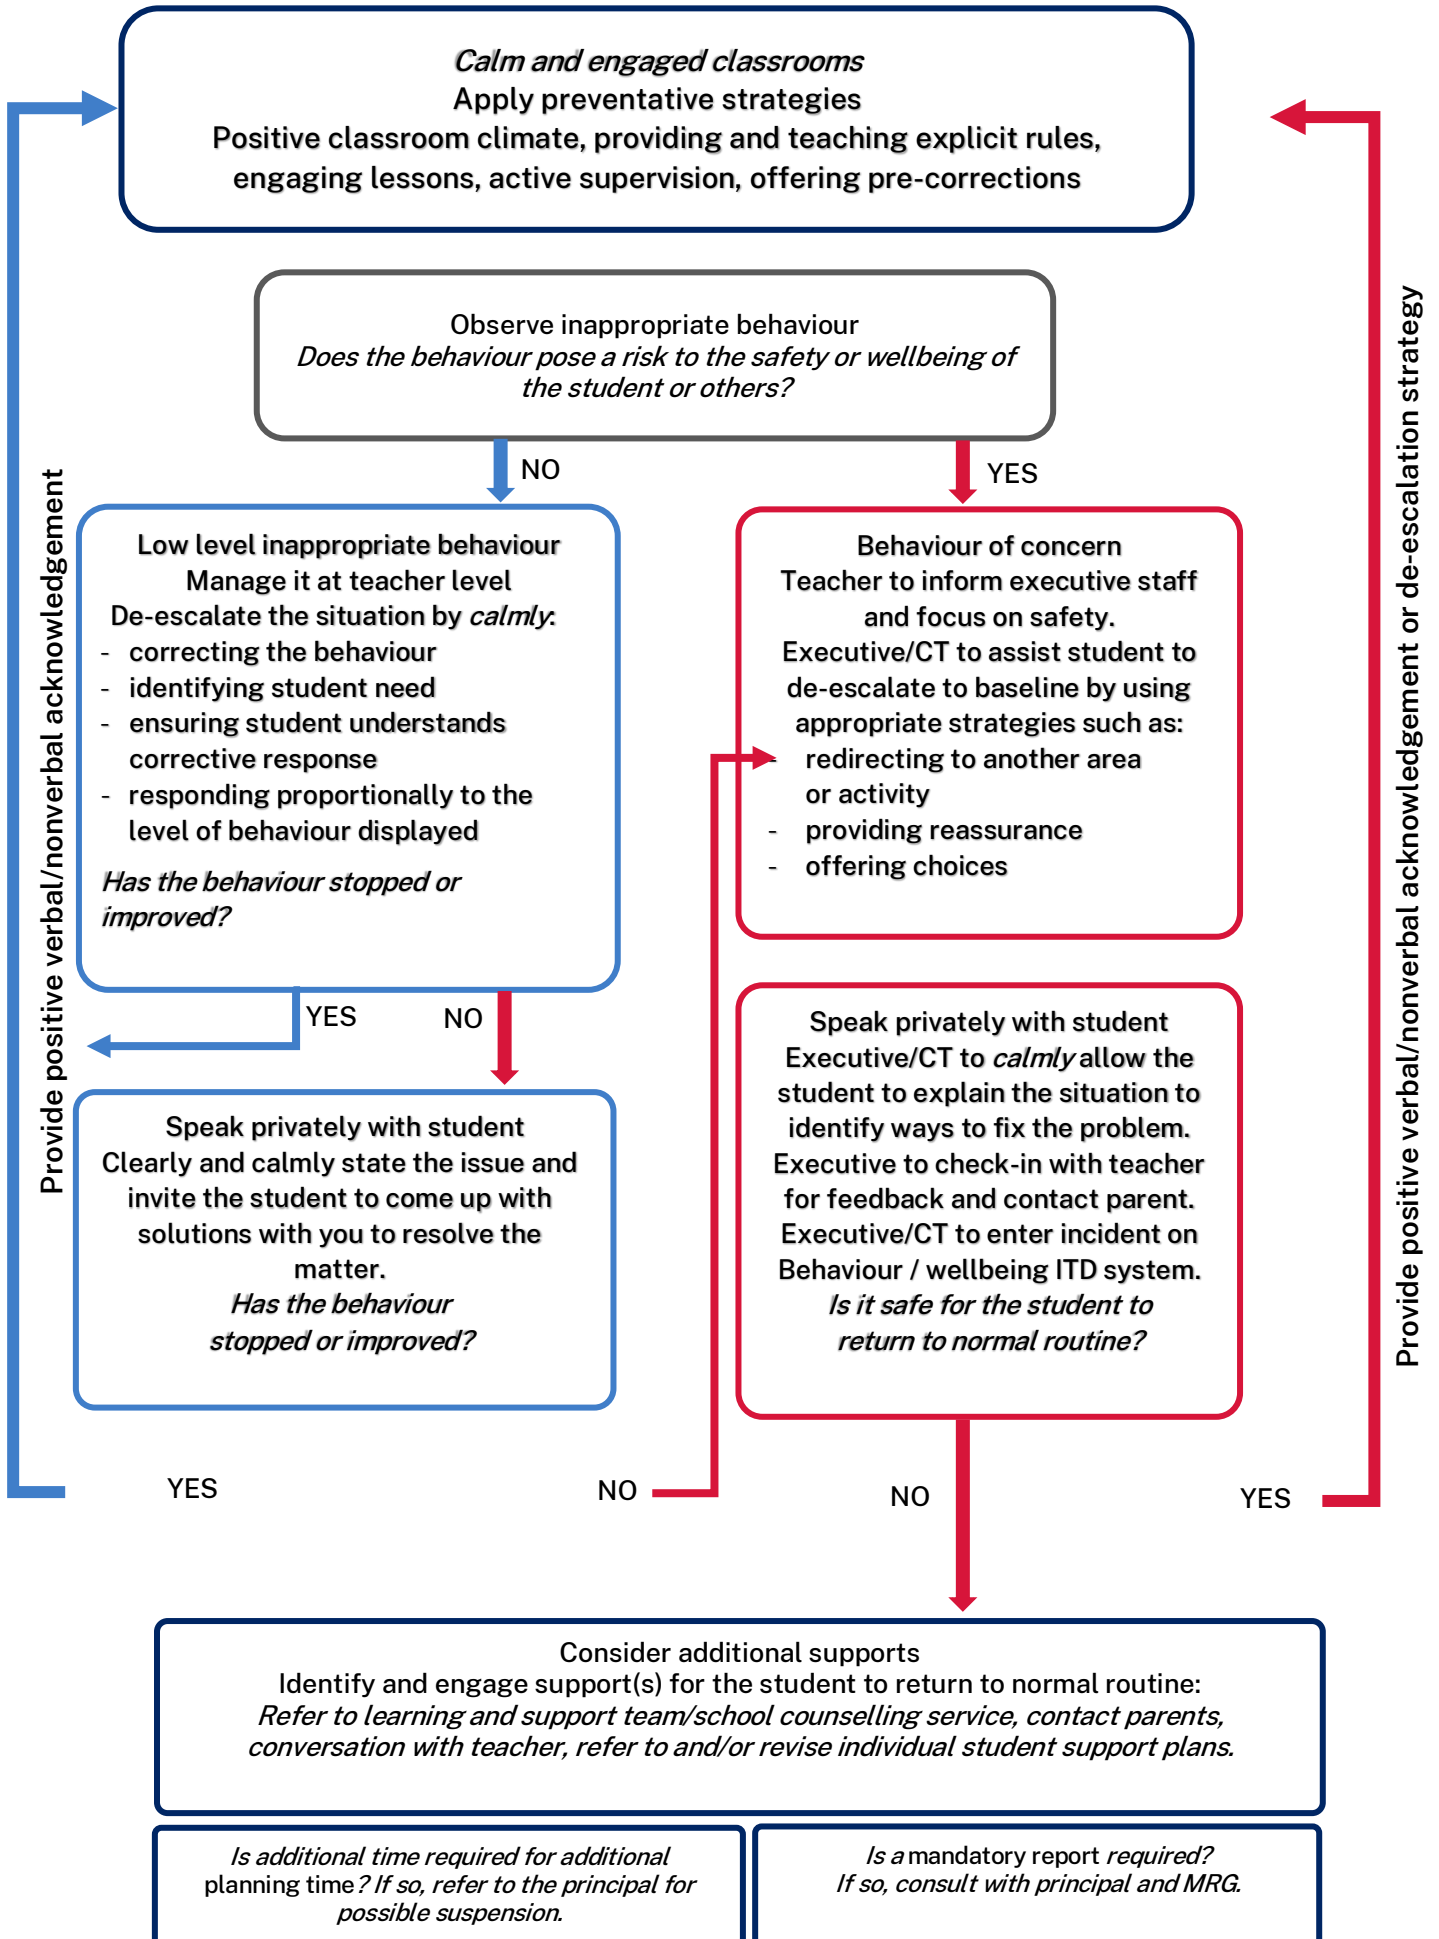 Calm and engaged classrooms
Apply preventative strategies
Positive classroom climate, providing and teaching explicit rules,
engaging lessons, active supervision, offering pre-corrections
Observe inappropriate behaviour
Does the behaviour pose a risk to the safety or wellbeing of
the student or others?
NO
YES
Low level inappropriate behaviour
Manage it at teacher level
De-escalate the situation by calmly:
- correcting the behaviour
- identifying student need
- ensuring student understands
corrective response
- responding proportionally to the
level of behaviour displayed
Has the behaviour stopped or
improved?
YES
NO
Speak privately with student
Clearly and calmly state the issue and
invite the student to come up with
solutions with you to resolve the
matter.
Has the behaviour
stopped or improved?
YES
NO
Provide positive verbal/nonverbal acknowledgement
Behaviour of concern
Teacher to inform executive staff
and focus on safety.
Executive/CT to assist student to
de-escalate to baseline by using
appropriate strategies such as:
- redirecting to another area
or activity
- providing reassurance
- offering choices
Speak privately with student
Executive/CT to calmly allow the
student to explain the situation to
identify ways to fix the problem.
Executive to check-in with teacher
for feedback and contact parent.
Executive/CT to enter incident on
Behaviour / wellbeing ITD system.
Is it safe for the student to
return to normal routine?
NO
YES
Provide positive verbal/nonverbal acknowledgement or de-escalation strategy
Consider additional supports
Identify and engage support(s) for the student to return to normal routine:
Refer to learning and support team/school counselling service, contact parents,
conversation with teacher, refer to and/or revise individual student support plans.
Is additional time required for additional
planning time? If so, refer to the principal for
possible suspension.
Is a mandatory report required?
If so, consult with principal and MRG.